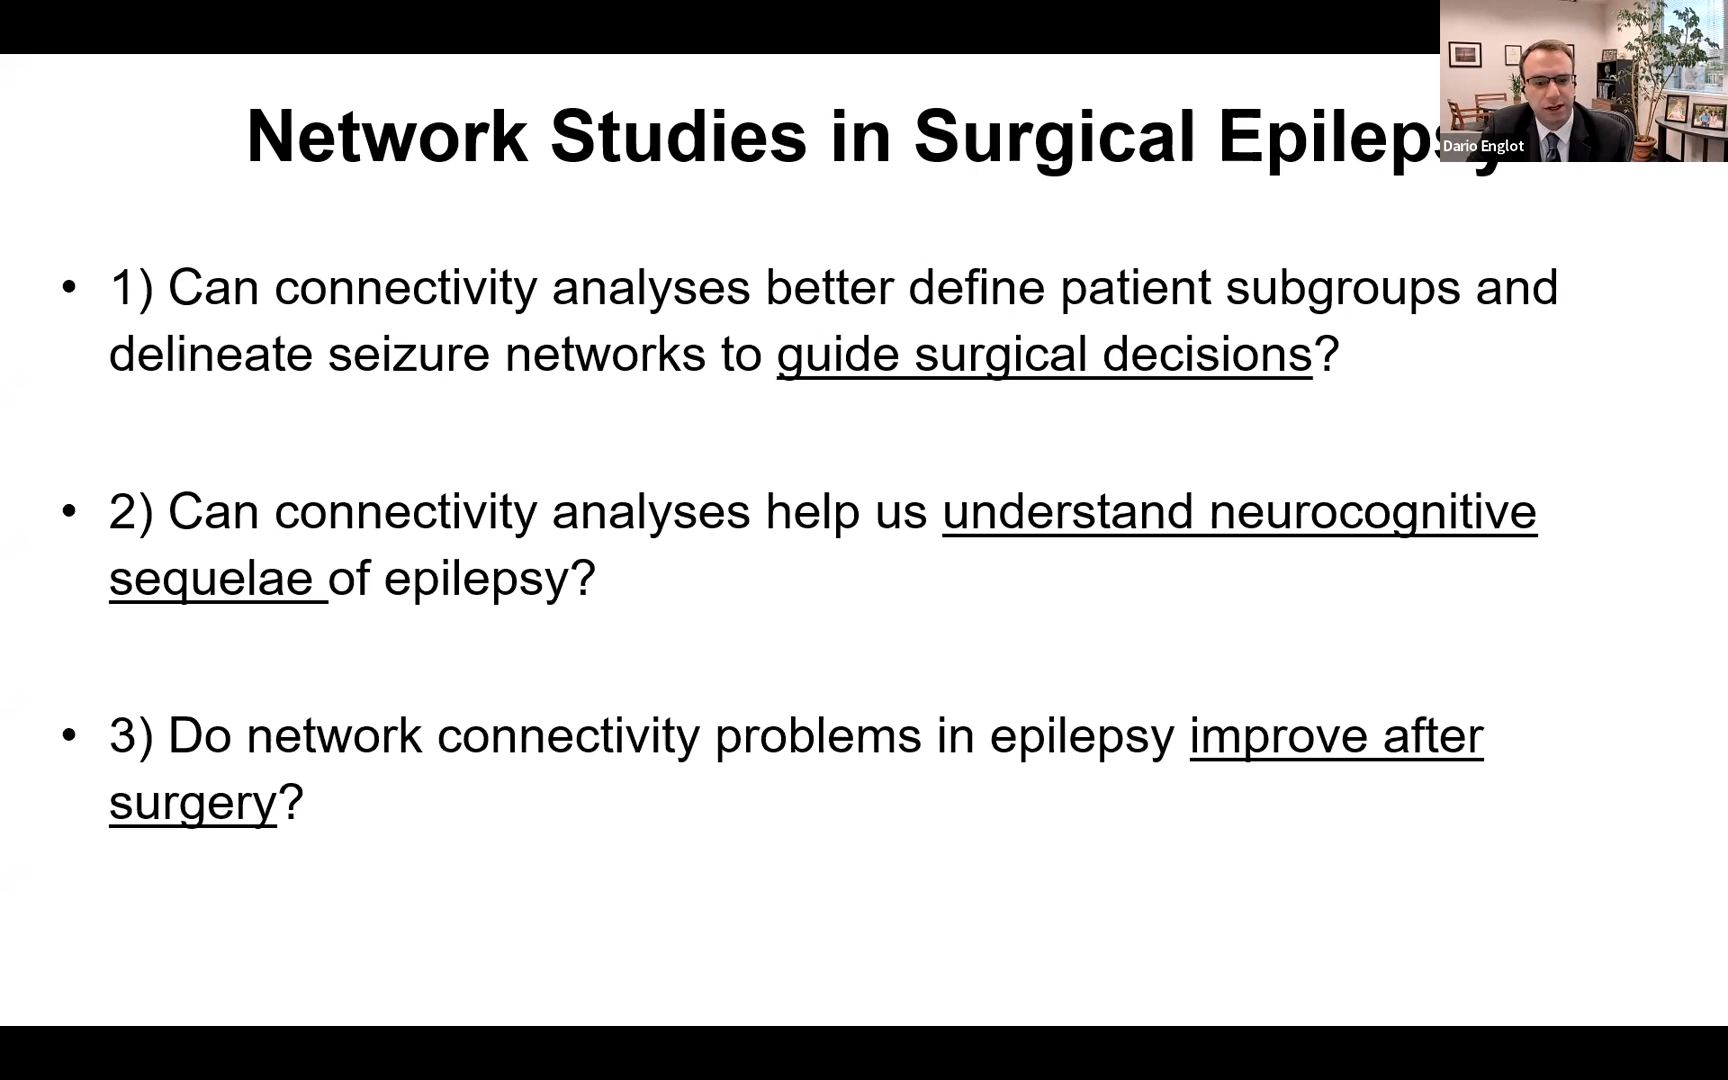 Network Studies in Surgical Epilepsy
Dario Englot
• 1) Can connectivity analyses better define patient subgroups and
delineate seizure networks to guide surgical decisions?
• 2) Can connectivity analyses help us understand neurocognitive
sequelae of epilepsy?
• 3) Do network connectivity problems in epilepsy improve after
surgery?